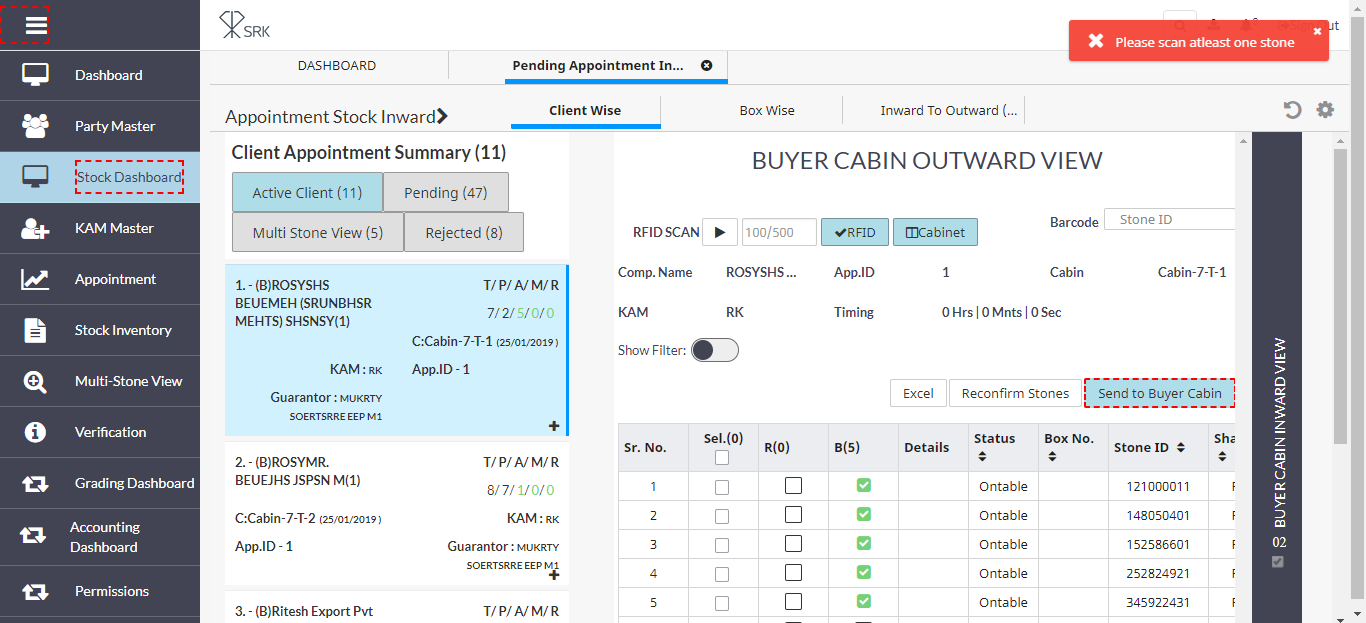 SRK
Sign out
Please scan atleast one stone
Dashboard
Party Master
Stock Dashboard
KAM Master
Appointment
Stock Inventory
Multi-Stone View
Verification
Grading Dashboard
Accounting
Dashboard
Permissions
DASHBOARD
Pending Appointment In...
Appointment Stock Inward
Client Wise
Box Wise
Inward To Outward (...
Client Appointment Summary (11)
Active Client (11)
Pending (47)
Multi Stone View (5)
Rejected (8)
1. - (B)ROSYSHS
BEUEMEH (SRUNBHSR
MEHTS) SHSNSY(1)
T/ P/ A/ M/ R
7/ 2/ 5/ 0/ 0
C:Cabin-7-T-1 (25/01/2019 )
KAM : RK
App.ID - 1
Guarantor : MUKRTY
SOERTSRRE EEP M1
2. - (B)ROSYMR.
BEUEJHS JSPSN M(1)
T/ P/ A/ M/ R
8/ 7/ 1/ 0/ 0
C:Cabin-7-T-2 (25/01/2019 )
KAM : RK
App.ID - 1
Guarantor : MUKRTY
SOERTSRRE EEP M1
3. - (B)Ritesh Export Pvt
T/ P/ A/ M/ R
BUYER CABIN OUTWARD VIEW
RFID SCAN
100/500
RFID
Cabinet
Barcode
Stone ID
Comp. Name
ROSYSHS ...
App.ID
1
Cabin
Cabin-7-T-1
KAM
RK
Timing
0 Hrs | 0 Mnts | 0 Sec
Show Filter:
Excel
Reconfirm Stones
Send to Buyer Cabin
Sr. No. Sel.(0) R(0) B(5) Details Status Box No. Stone ID Sha
1 Ontable 121000011
2 Ontable 148050401
3 Ontable 152586601
4 Ontable 252824921
5 Ontable 345922431
BUYER CABIN INWARD VIEW
02